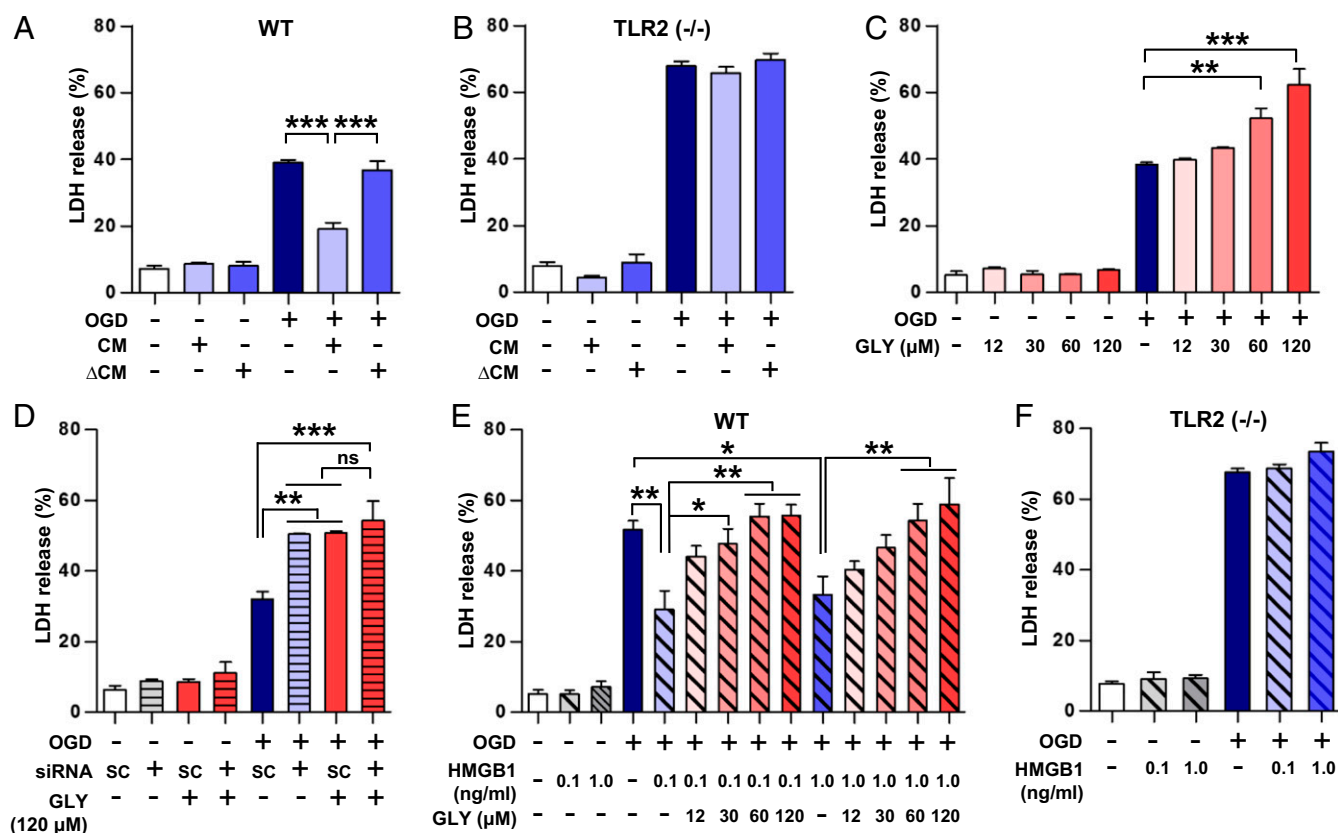 A
WT
LDH release (%)
80
60
40
20
0
*** ***
OGD - - - + + +
CM - + - - + -
ΔCM - - + - - +
B
TLR2 (-/-)
LDH release (%)
80
60
40
20
0
OGD - - - + + +
CM - + - - + -
ΔCM - - + - - +
C
LDH release (%)
80
60
40
20
0
***
**
OGD - - - - - + + + + +
GLY (µM) - 12 30 60 120 - 12 30 60 120
D
LDH release (%)
80
60
40
20
0
***
ns
**
OGD - - - - + + + +
siRNA SC + SC + SC + SC +
GLY - - + + - - + +
(120 µM)
E
WT
LDH release (%)
80
60
40
20
0
* **
**
** *
OGD - - - + + + + + + + + + + +
HMGB1 - 0.1 1.0 - 0.1 0.1 0.1 0.1 0.1 1.0 1.0 1.0 1.0 1.0
(ng/ml)
GLY (µM) - - - - - 12 30 60 120 - 12 30 60 120
F
TLR2 (-/-)
LDH release (%)
80
60
40
20
0
OGD - - - + + +
HMGB1 - 0.1 1.0 - 0.1 1.0
(ng/ml)